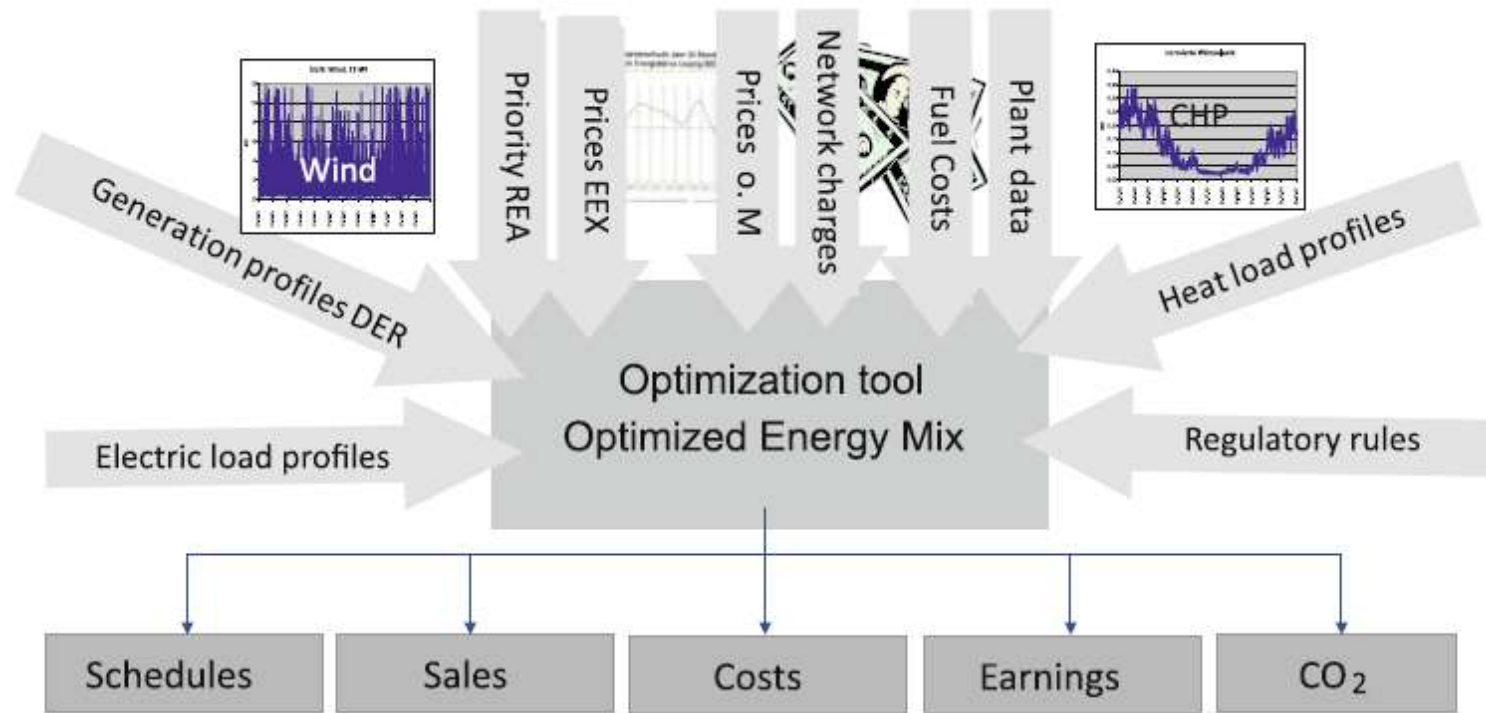 Wind
CHP
Priority REA
Prices EEX
Prices o. M
Network charges
Fuel Costs
Plant data
Generation profiles DER
Heat load profiles
Electric load profiles
Regulatory rules
Optimization tool
Optimized Energy Mix
Schedules
Sales
Costs
Earnings
CO₂